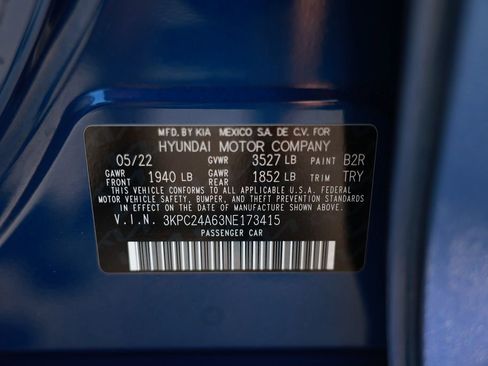 MFD. BY KIA MEXICO S.A. DE C.V. FOR
HYUNDAI MOTOR COMPANY
05/22 GVWR 3527 LB PAINT B2R
GAWR FRONT 1940 LB GAWR REAR 1852 LB TRIM TRY
THIS VEHICLE CONFORMS TO ALL APPLICABLE U.S.A. FEDERAL
MOTOR VEHICLE SAFETY, BUMPER, AND THEFT PREVENTION STANDARDS
IN EFFECT ON THE DATE OF MANUFACTURE SHOWN ABOVE.
V.I.N. 3KPC24A63NE173415
PASSENGER CAR